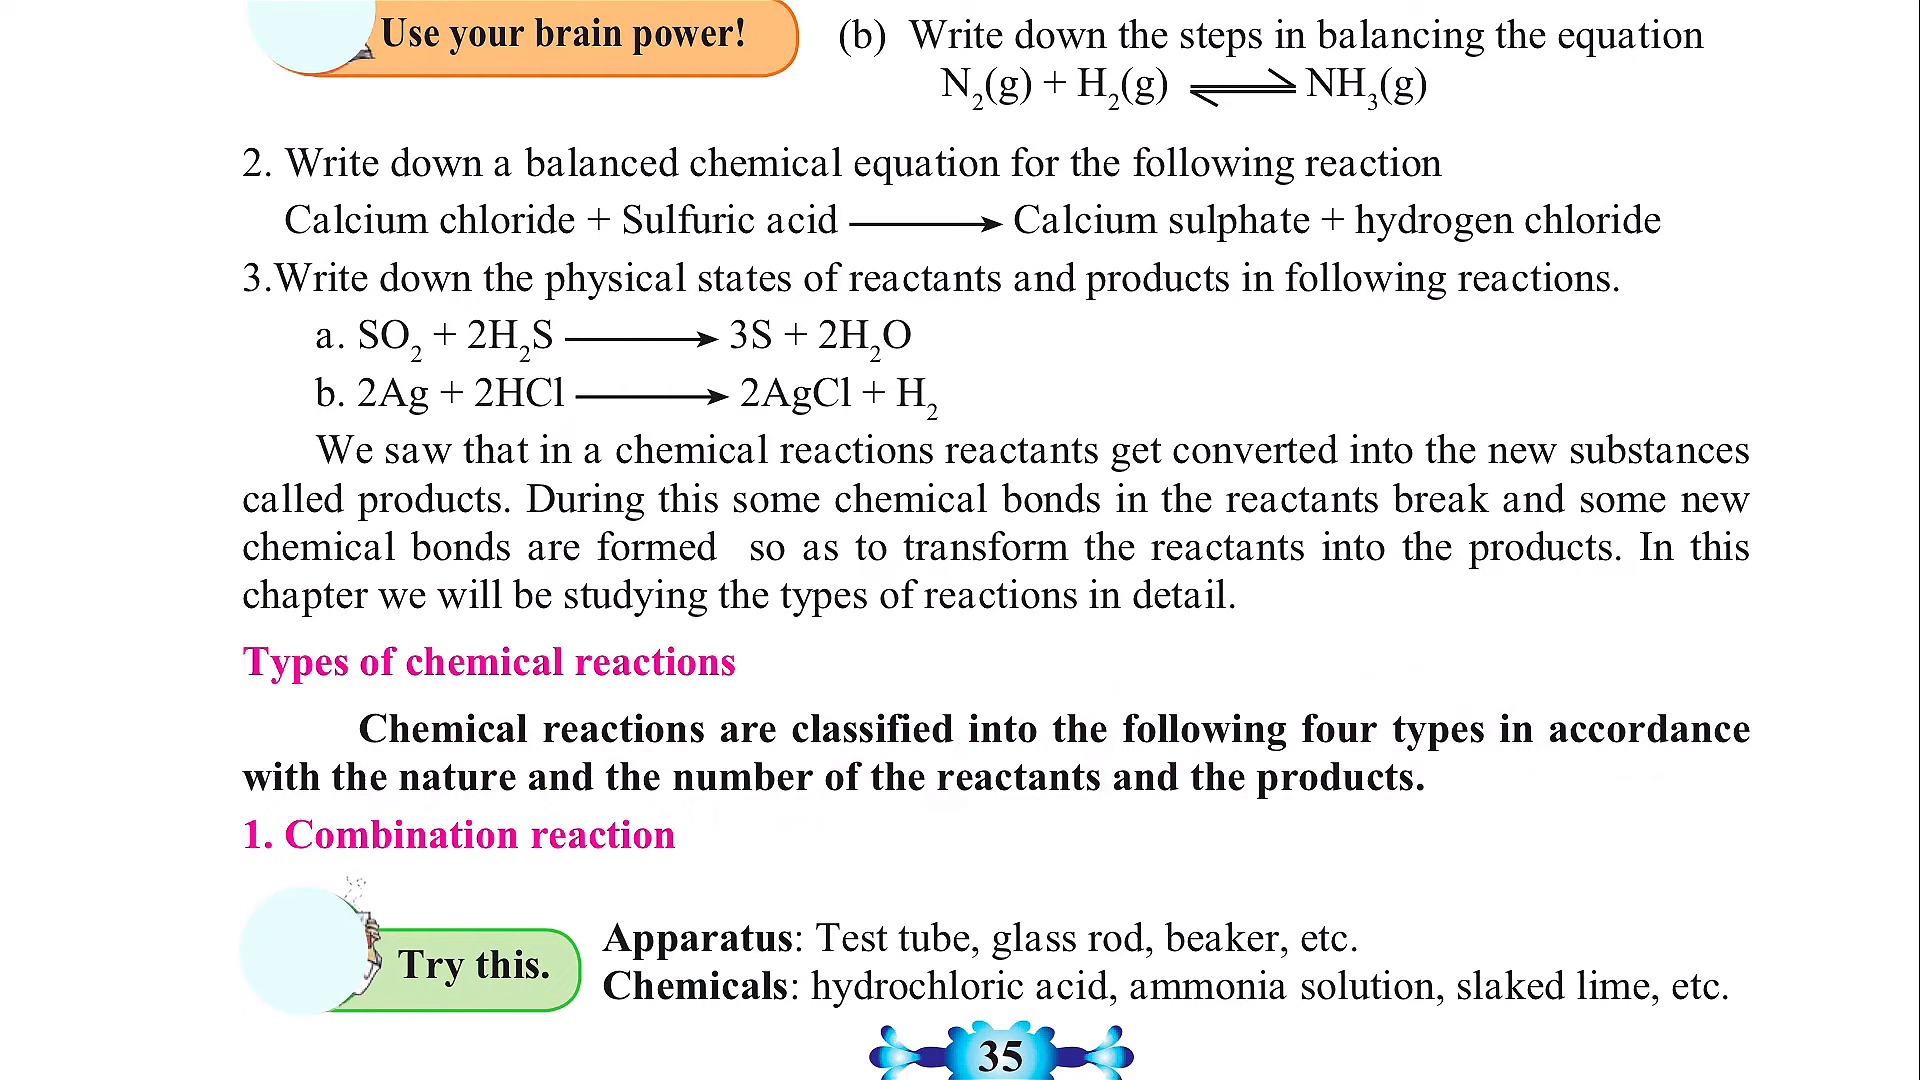 Use your brain power!
(b) Write down the steps in balancing the equation
N₂(g) + H₂(g) ⇌ NH₃(g)
2. Write down a balanced chemical equation for the following reaction
Calcium chloride + Sulfuric acid ⟶ Calcium sulphate + hydrogen chloride
3.Write down the physical states of reactants and products in following reactions.
a. SO₂ + 2H₂S ⟶ 3S + 2H₂O
b. 2Ag + 2HCl ⟶ 2AgCl + H₂
We saw that in a chemical reactions reactants get converted into the new substances
called products. During this some chemical bonds in the reactants break and some new
chemical bonds are formed so as to transform the reactants into the products. In this
chapter we will be studying the types of reactions in detail.
Types of chemical reactions
Chemical reactions are classified into the following four types in accordance
with the nature and the number of the reactants and the products.
1. Combination reaction
Try this.
Apparatus: Test tube, glass rod, beaker, etc.
Chemicals: hydrochloric acid, ammonia solution, slaked lime, etc.
35